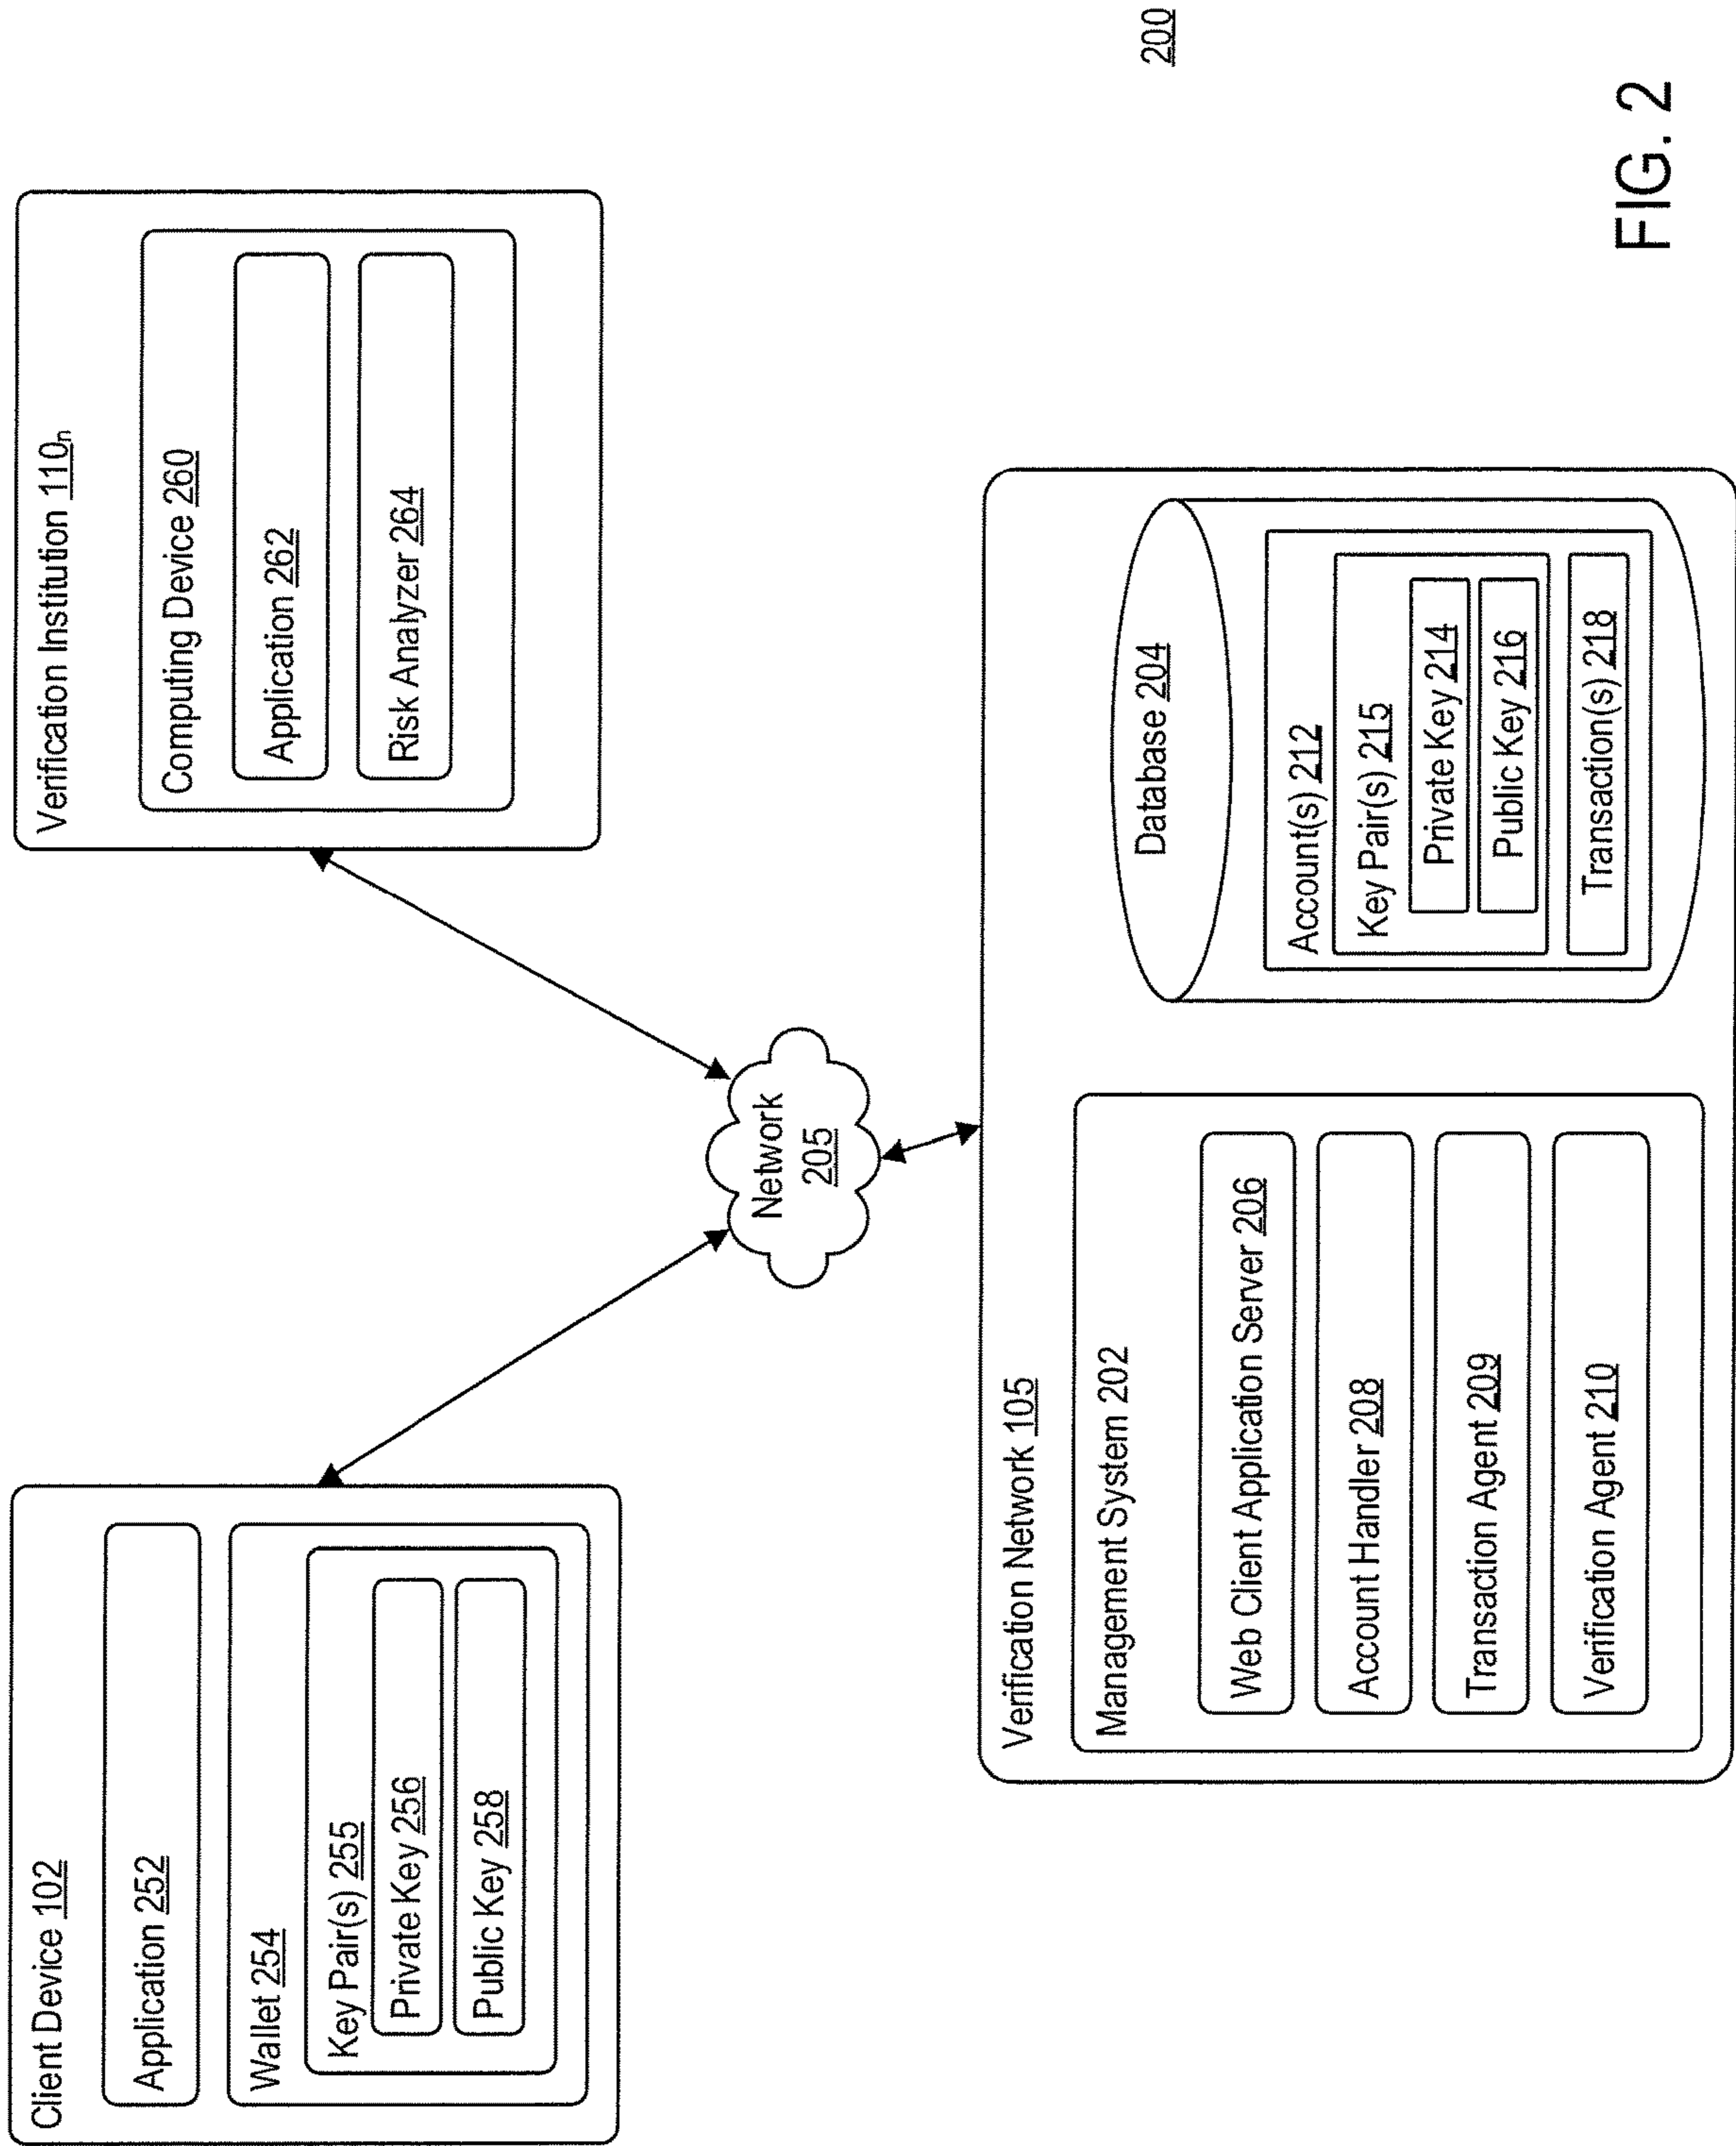 Client Device 102
Application 252
Wallet 254
Key Pair(s) 255
Private Key 256
Public Key 258
Verification Institution 110n
Computing Device 260
Application 262
Risk Analyzer 264
Network
205
Verification Network 105
Management System 202
Web Client Application Server 206
Account Handler 208
Transaction Agent 209
Verification Agent 210
Database 204
Account(s) 212
Key Pair(s) 215
Private Key 214
Public Key 216
Transaction(s) 218
200
FIG. 2